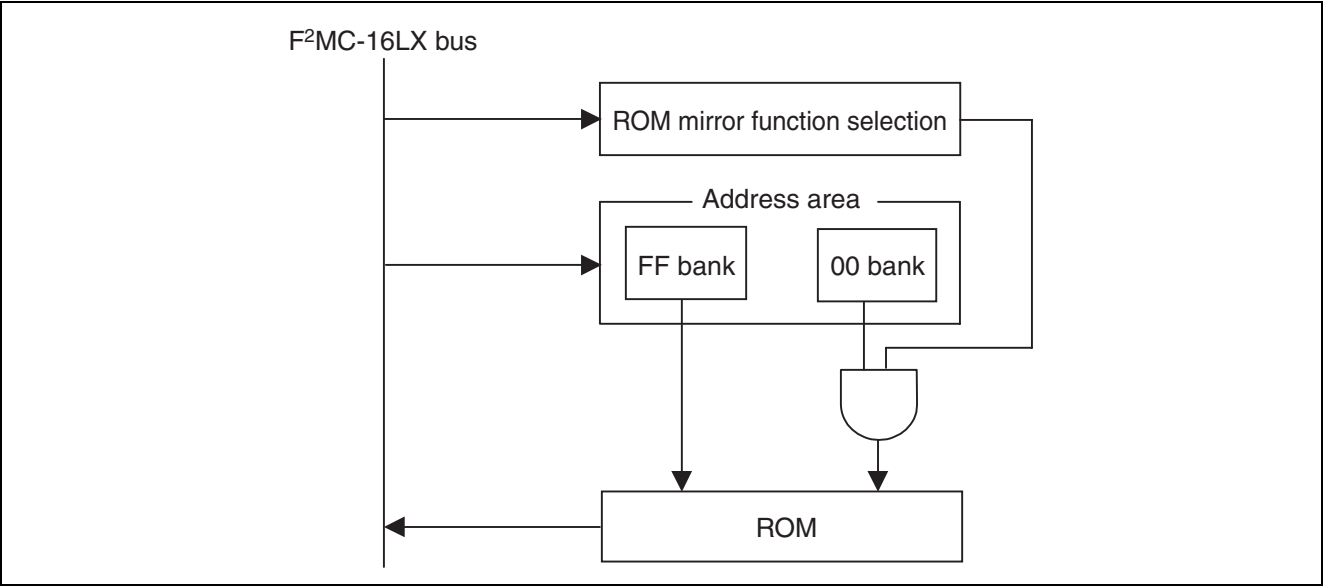 F²MC-16LX bus
ROM mirror function selection
Address area
FF bank
00 bank
ROM